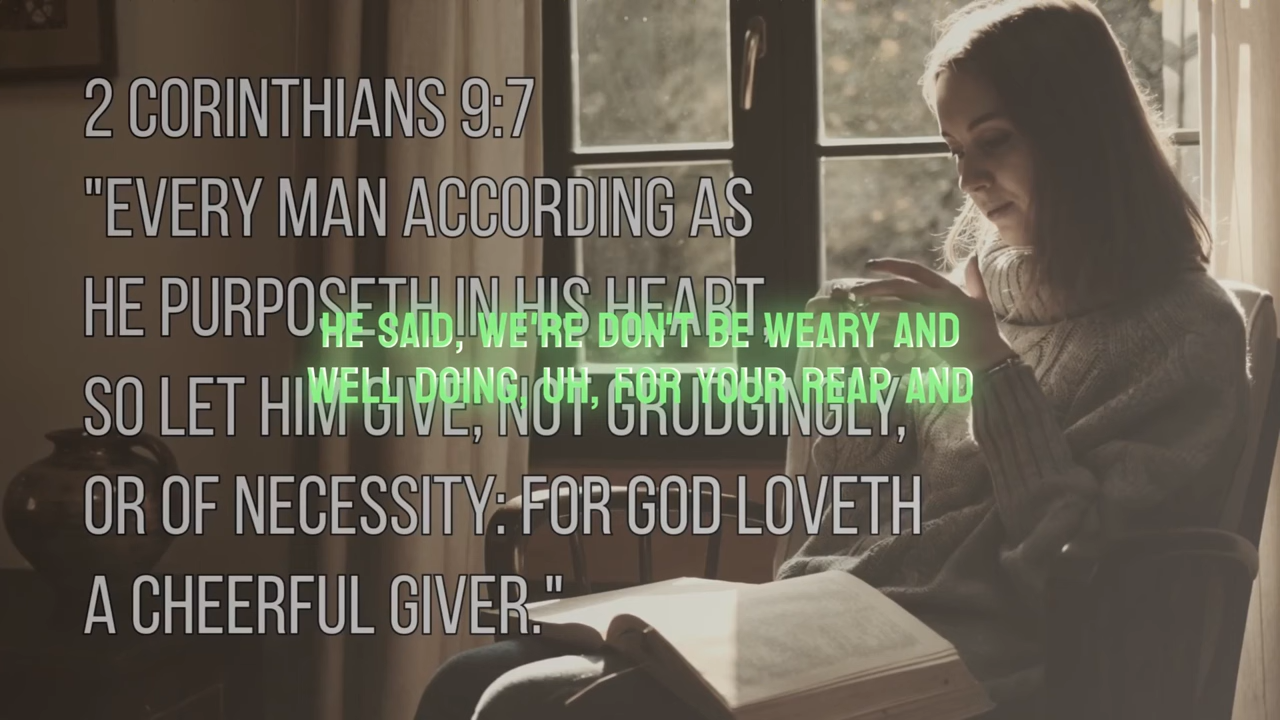 2 CORINTHIANS 9:7
"EVERY MAN ACCORDING AS
HE PURPOSETH IN HIS HEART,
SO LET HIM GIVE, NOT GRUDGINGLY,
OR OF NECESSITY: FOR GOD LOVETH
A CHEERFUL GIVER."
HE SAID, WE'RE DON'T BE WEARY AND
WELL DOING, UH, FOR YOUR REAP AND